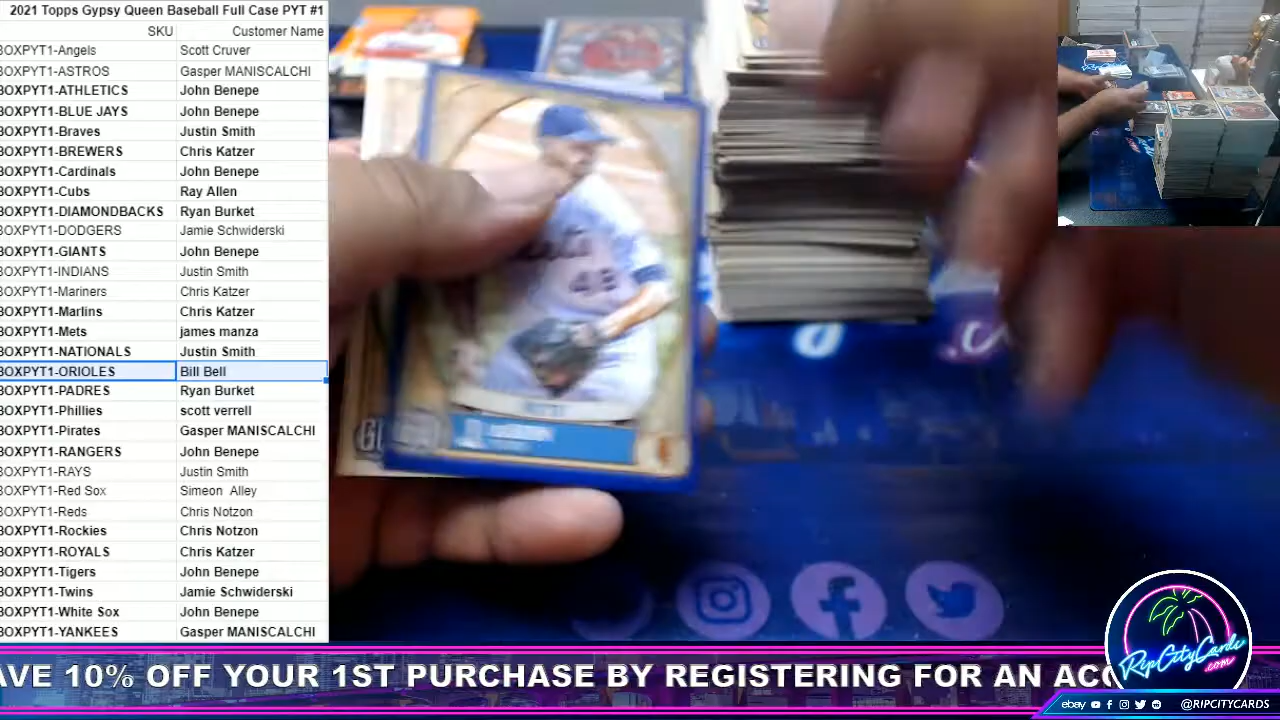 2021 Topps Gypsy Queen Baseball Full Case PYT #1
SKU Customer Name
BOXPYT1-Angels Scott Cruver
BOXPYT1-ASTROS Gasper MANISCALCHI
BOXPYT1-ATHLETICS John Benepe
BOXPYT1-BLUE JAYS John Benepe
BOXPYT1-Braves Justin Smith
BOXPYT1-BREWERS Chris Katzer
BOXPYT1-Cardinals John Benepe
BOXPYT1-Cubs Ray Allen
BOXPYT1-DIAMONDBACKS Ryan Burket
BOXPYT1-DODGERS Jamie Schwiderski
BOXPYT1-GIANTS John Benepe
BOXPYT1-INDIANS Justin Smith
BOXPYT1-Mariners Chris Katzer
BOXPYT1-Marlins Chris Katzer
BOXPYT1-Mets james manza
BOXPYT1-NATIONALS Justin Smith
BOXPYT1-ORIOLES Bill Bell
BOXPYT1-PADRES Ryan Burket
BOXPYT1-Phillies scott verrell
BOXPYT1-Pirates Gasper MANISCALCHI
BOXPYT1-RANGERS John Benepe
BOXPYT1-RAYS Justin Smith
BOXPYT1-Red Sox Simeon Alley
BOXPYT1-Reds Chris Notzon
BOXPYT1-Rockies Chris Notzon
BOXPYT1-ROYALS Chris Katzer
BOXPYT1-Tigers John Benepe
BOXPYT1-Twins Jamie Schwiderski
BOXPYT1-White Sox John Benepe
BOXPYT1-YANKEES Gasper MANISCALCHI
48
AVE 10% OFF YOUR 1ST PURCHASE BY REGISTERING FOR AN ACC
RipCityCards
.com
ebay @RIPCITYCARDS